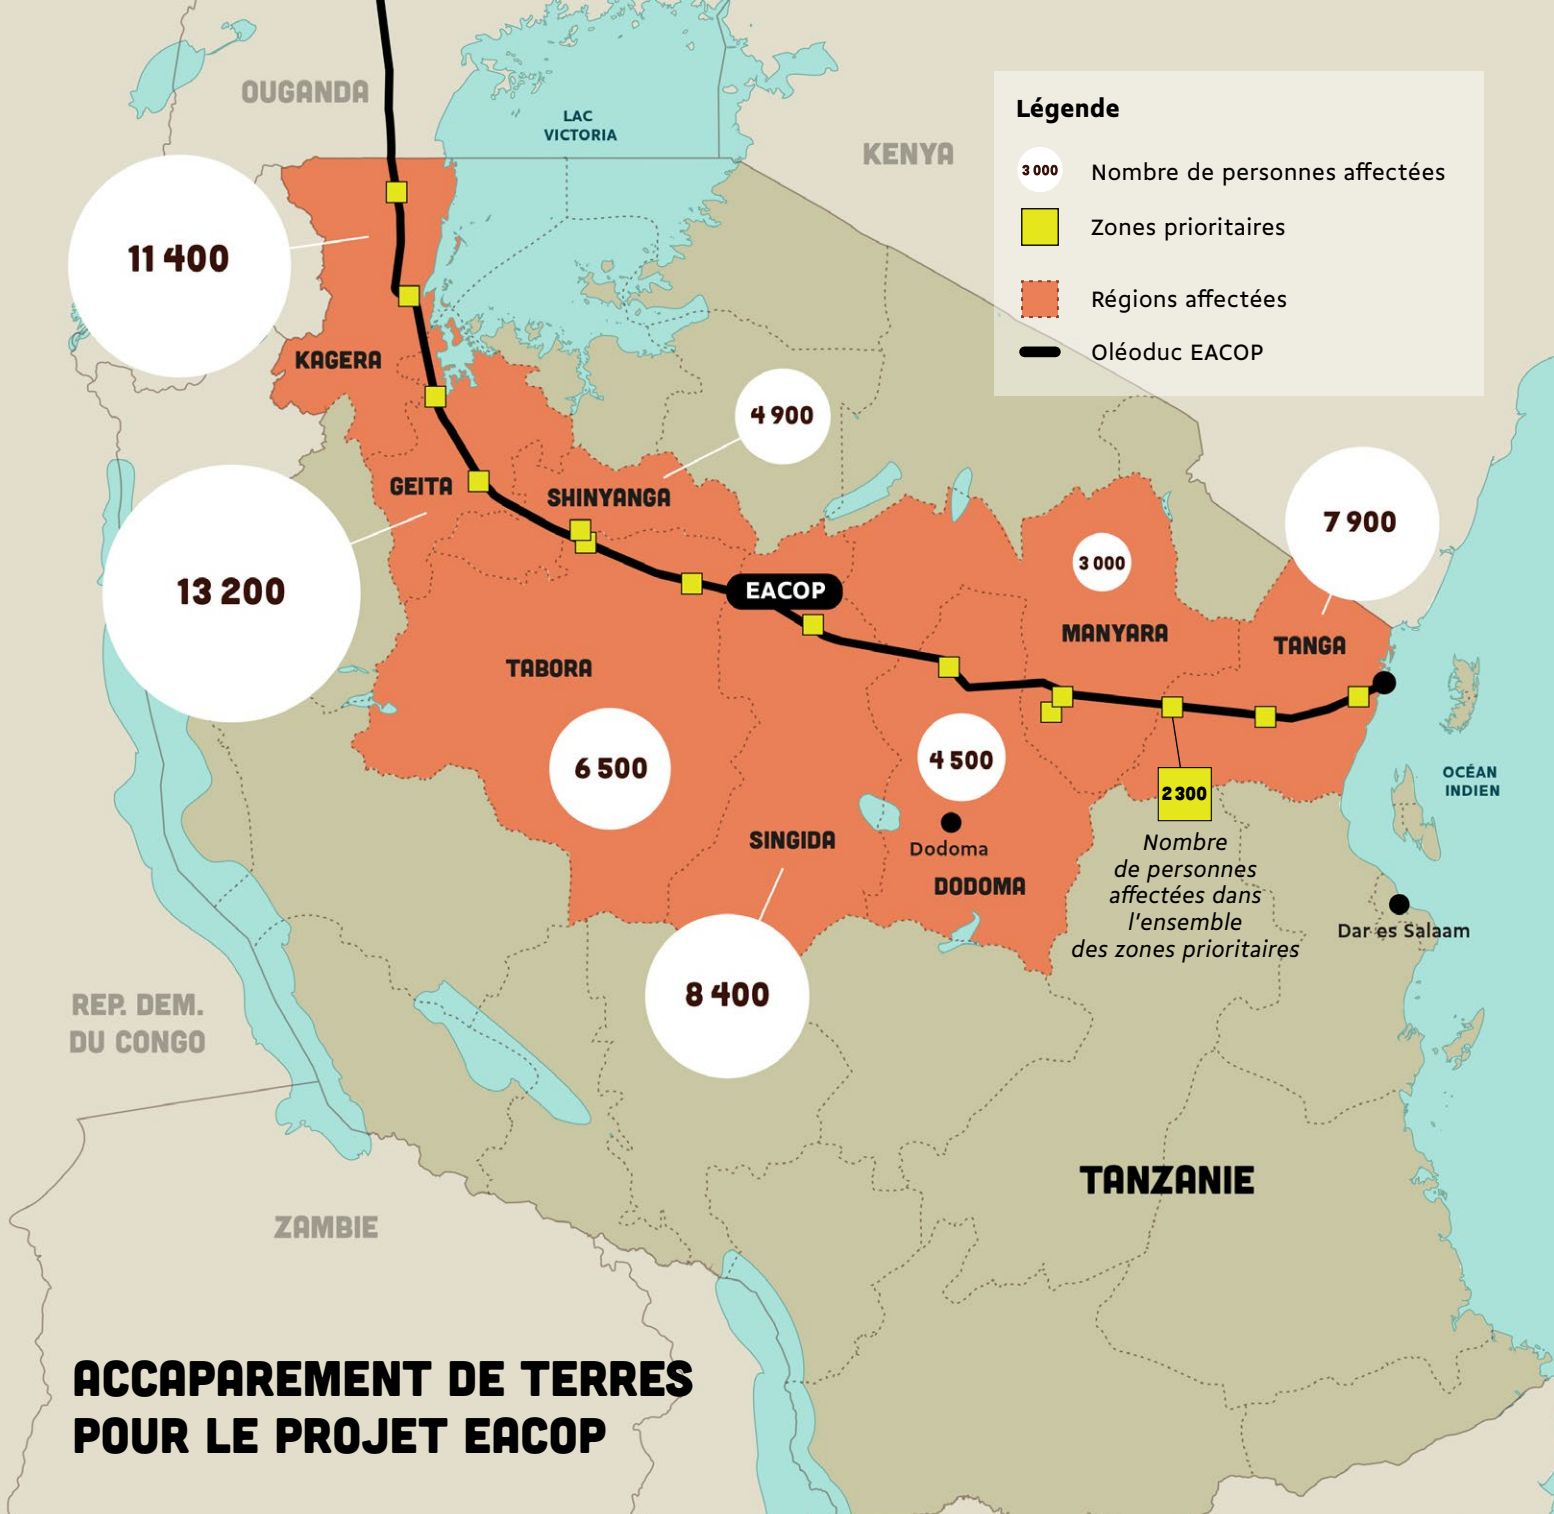 OUGANDA
LAC
VICTORIA
KENYA
Légende
3 000
Nombre de personnes affectées
Zones prioritaires
Régions affectées
Oléoduc EACOP
11 400
KAGERA
4 900
GEITA
SHINYANGA
7 900
3 000
13 200
EACOP
MANYARA
TANGA
TABORA
6 500
4 500
OCÉAN
INDIEN
2 300
SINGIDA
Dodoma
DODOMA
Nombre
de personnes
affectées dans
l'ensemble
des zones prioritaires
Dar es Salaam
8 400
REP. DEM.
DU CONGO
TANZANIE
ZAMBIE
ACCAPAREMENT DE TERRES
POUR LE PROJET EACOP